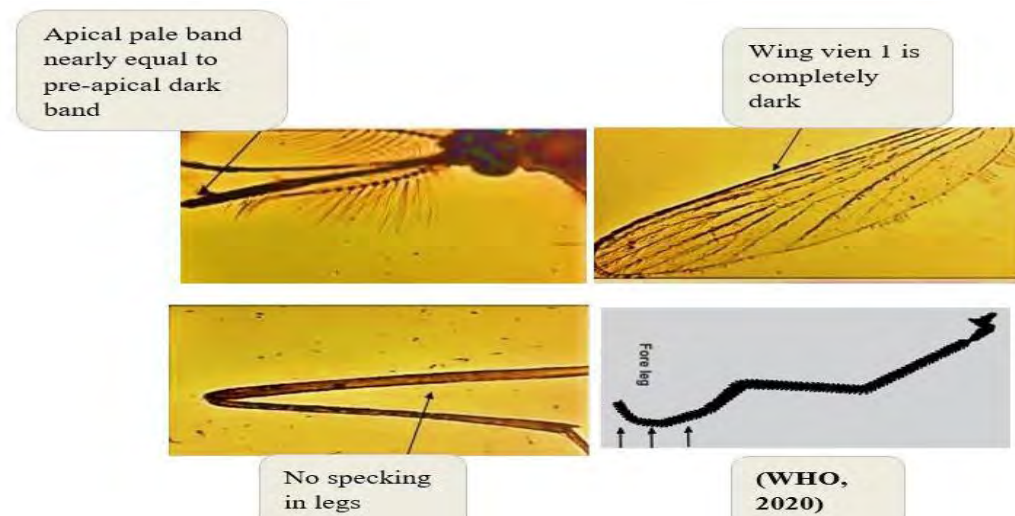 Apical pale band
nearly equal to
pre-apical dark
band
Wing vien 1 is
completely
dark
Fore leg
No specking
in legs
(WHO,
2020)